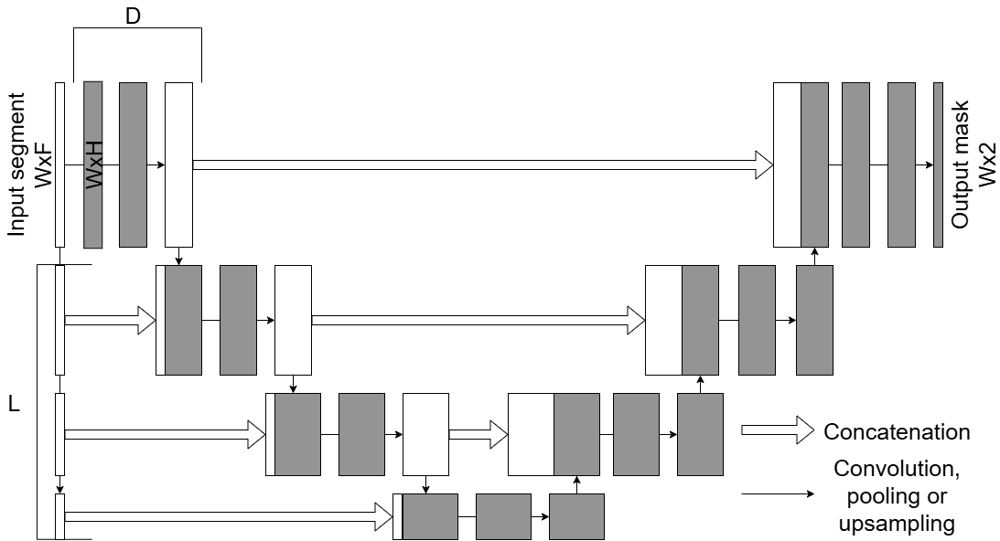 D
Input segment
WxF
WxH
Output mask
Wx2
L
Concatenation
Convolution,
pooling or
upsampling